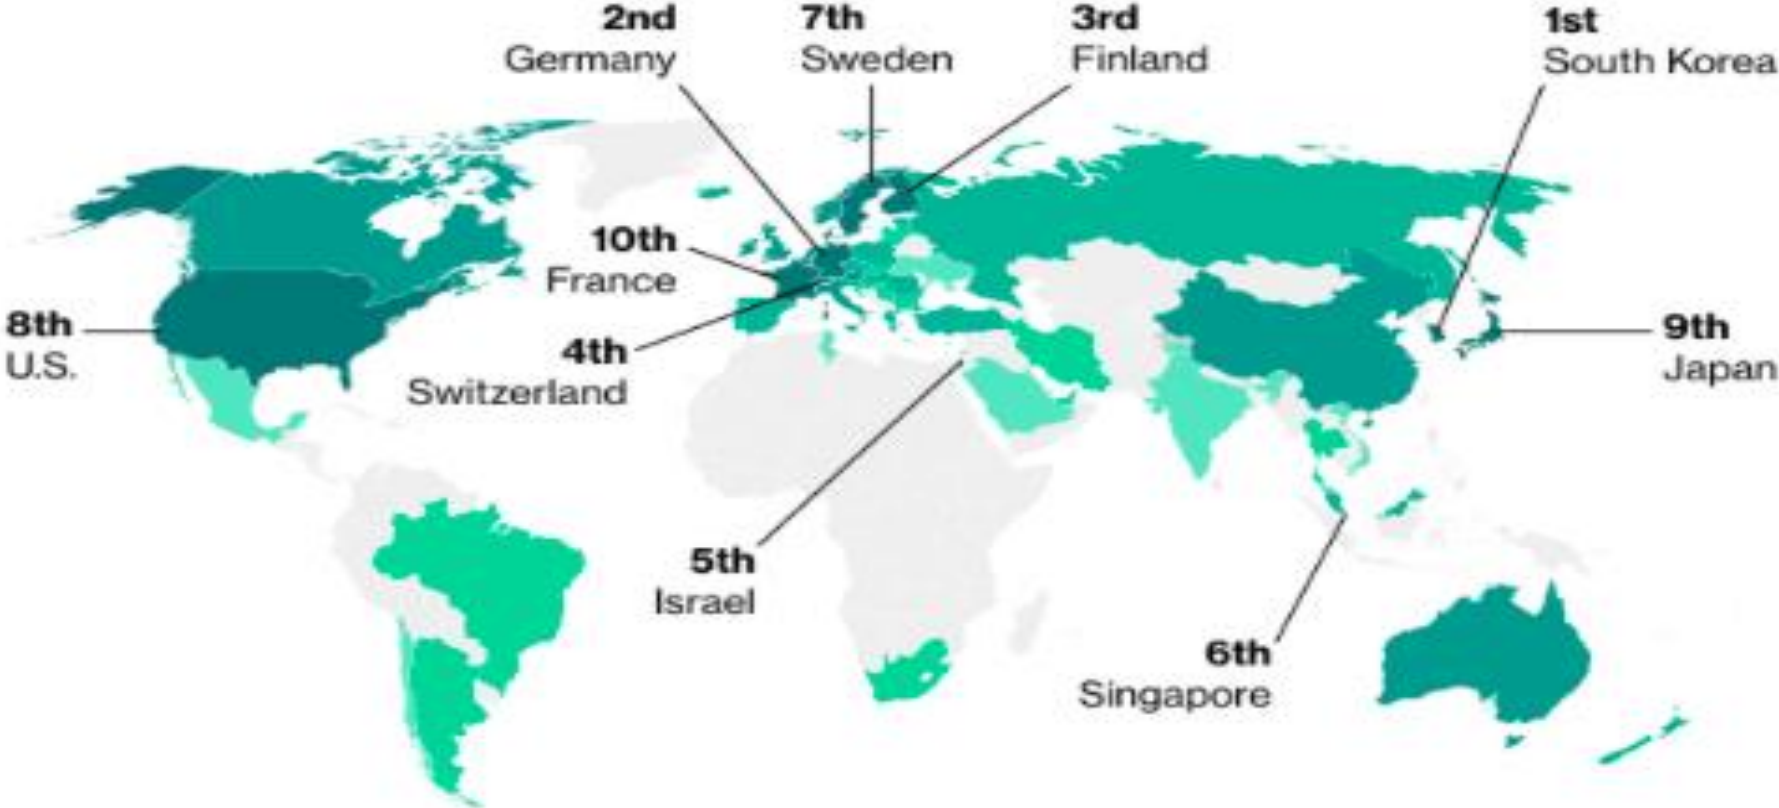 2nd
Germany
7th
Sweden
3rd
Finland
1st
South Korea
10th
France
8th
U.S.
4th
Switzerland
9th
Japan
5th
Israel
6th
Singapore